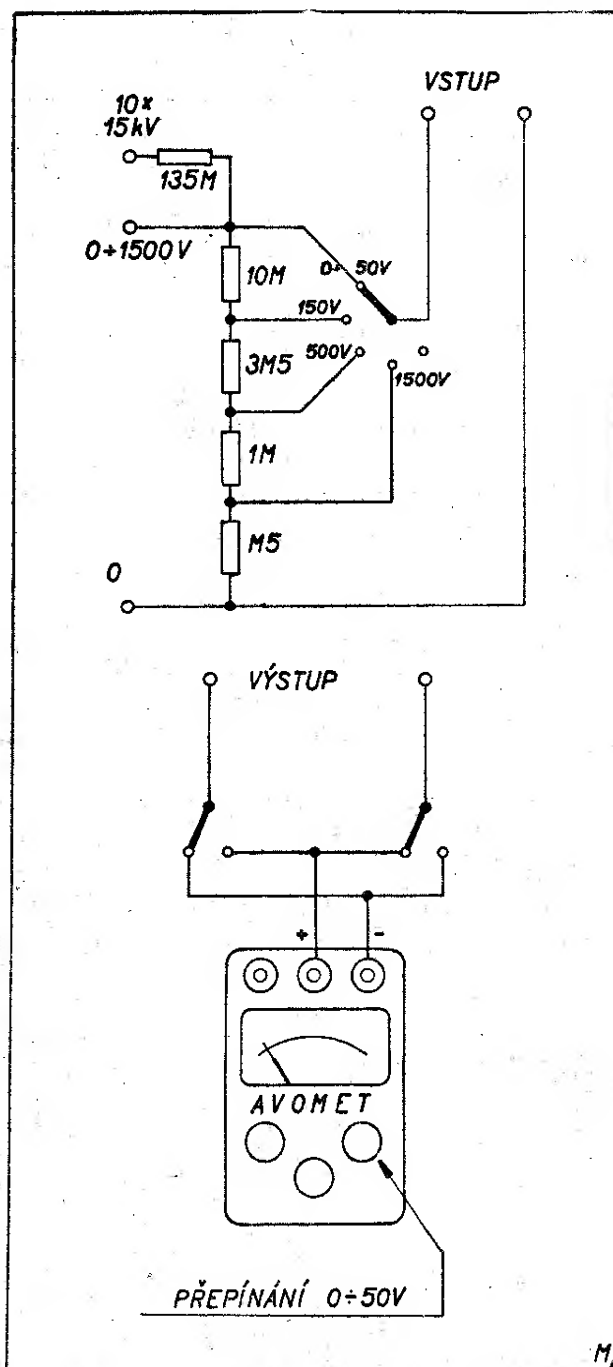 VSTUP
10x
15kV
135M
0÷1500V
10M
0÷ 50V
150V
3M5
500V
1500V
1M
M5
0
VÝSTUP
+ -
AVOMET
PŘEPÍNÁNÍ 0÷50V
M